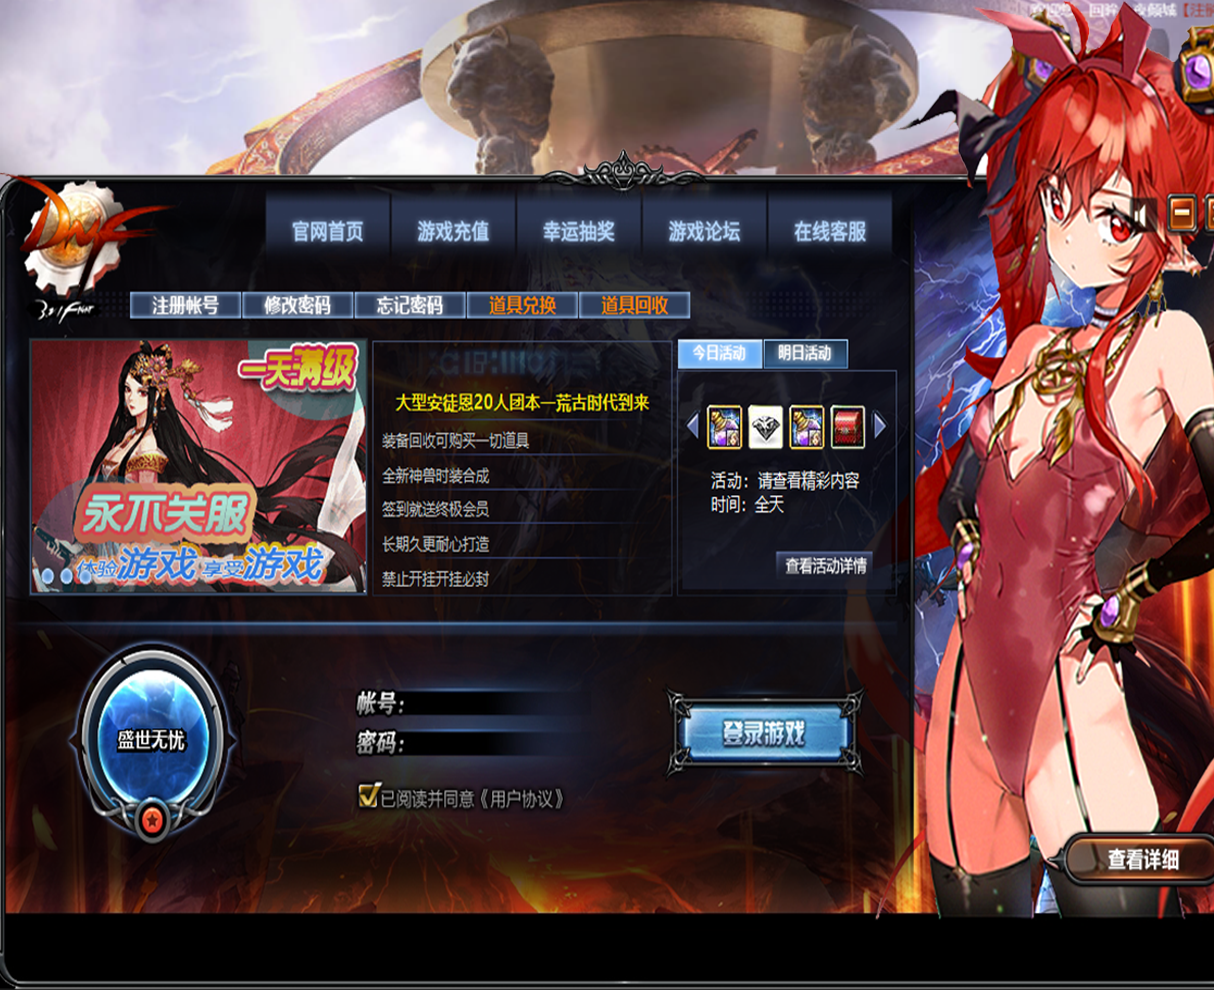 官网首页
游戏充值
幸运抽奖
游戏论坛
在线客服
注册帐号
修改密码
忘记密码
道具兑换
道具回收
一天满级
永不关服
体验游戏 享受游戏
大型安徒恩20人团本—荒古时代到来
装备回收可购买一切道具
全新神兽时装合成
签到就送终极会员
长期久更耐心打造
禁止开挂开挂必封
今日活动
明日活动
活动：请查看精彩内容
时间：全天
查看活动详情
盛世无忧
帐号：
密码：
登录游戏
已阅读并同意《用户协议》
查看详细